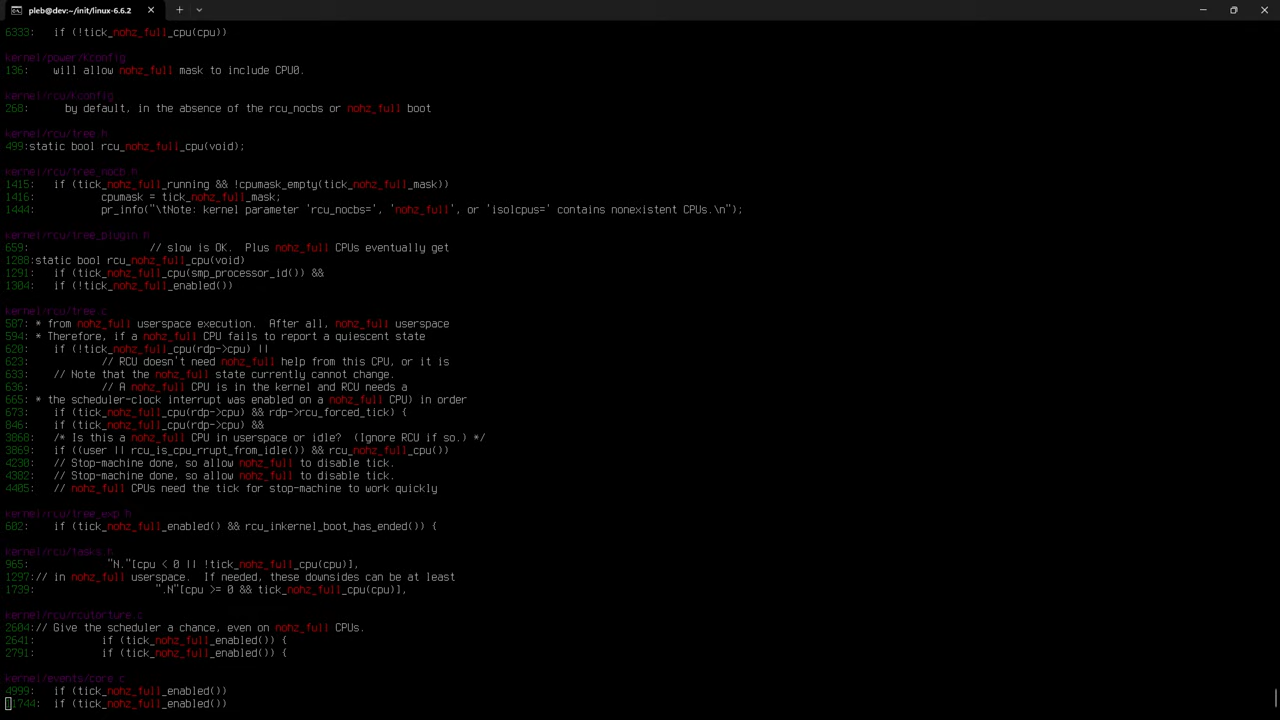 pleb@dev:~/init/linux-6.6.2
6333:   if (!tick_nohz_full_cpu(cpu))
kernel/power/Kconfig
136:   will allow nohz_full mask to include CPU0.
kernel/rcu/Kconfig
268:     by default, in the absence of the rcu_nocbs or nohz_full boot
kernel/rcu/tree.h
499:static bool rcu_nohz_full_cpu(void);
kernel/rcu/tree_nocb.h
1415:   if (tick_nohz_full_running && !cpumask_empty(tick_nohz_full_mask))
1416:           cpumask = tick_nohz_full_mask;
1444:           pr_info("\tNote: kernel parameter 'rcu_nocbs=', 'nohz_full', or 'isolcpus=' contains nonexistent CPUs.\n");
kernel/rcu/tree_plugin.h
659:                    // slow is OK.  Plus nohz_full CPUs eventually get
1288:static bool rcu_nohz_full_cpu(void)
1291:   if (tick_nohz_full_cpu(smp_processor_id()) &&
1304:   if (!tick_nohz_full_enabled())
kernel/rcu/tree.c
587: * from nohz_full userspace execution.  After all, nohz_full userspace
594: * Therefore, if a nohz_full CPU fails to report a quiescent state
620:   if (!tick_nohz_full_cpu(rdp->cpu) ||
623:           // RCU doesn't need nohz_full help from this CPU, or it is
633:   // Note that the nohz_full state currently cannot change.
636:           // A nohz_full CPU is in the kernel and RCU needs a
665: * the scheduler-clock interrupt was enabled on a nohz_full CPU) in order
673:   if (tick_nohz_full_cpu(rdp->cpu) && rdp->rcu_forced_tick) {
846:   if (tick_nohz_full_cpu(rdp->cpu) &&
3868:   /* Is this a nohz_full CPU in userspace or idle?  (Ignore RCU if so.) */
3869:   if ((user || rcu_is_cpu_rrupt_from_idle()) && rcu_nohz_full_cpu())
4230:   // Stop-machine done, so allow nohz_full to disable tick.
4382:   // Stop-machine done, so allow nohz_full to disable tick.
4405:   // nohz_full CPUs need the tick for stop-machine to work quickly
kernel/rcu/tree_exp.h
602:   if (tick_nohz_full_enabled() && rcu_inkernel_boot_has_ended()) {
kernel/rcu/tasks.h
965:            "N."[cpu < 0 || !tick_nohz_full_cpu(cpu)],
1297:// in nohz_full userspace.  If needed, these downsides can be at least
1739:                    ".N"[cpu >= 0 && tick_nohz_full_cpu(cpu)],
kernel/rcu/rcutorture.c
2604:// Give the scheduler a chance, even on nohz_full CPUs.
2641:           if (tick_nohz_full_enabled()) {
2791:           if (tick_nohz_full_enabled()) {
kernel/events/core.c
4999:   if (tick_nohz_full_enabled())
11744:  if (tick_nohz_full_enabled())